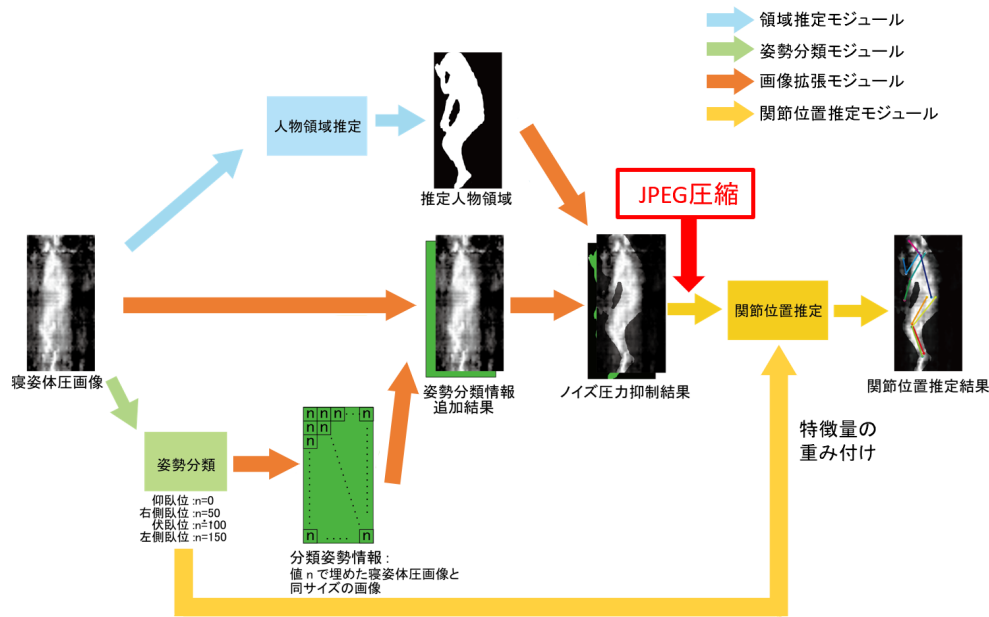 領域推定モジュール
姿勢分類モジュール
画像拡張モジュール
関節位置推定モジュール
人物領域推定
推定人物領域
JPEG圧縮
寝姿体圧画像
姿勢分類情報
追加結果
ノイズ圧力抑制結果
関節位置推定
関節位置推定結果
特徴量の
重み付け
姿勢分類
仰臥位 :n=0
右側臥位 :n=50
伏臥位 :n=100
左側臥位 :n=150
n n n ‥ n
n n
n
n ‥‥ n
分類姿勢情報 :
値 n で埋めた寝姿体圧画像と
同サイズの画像